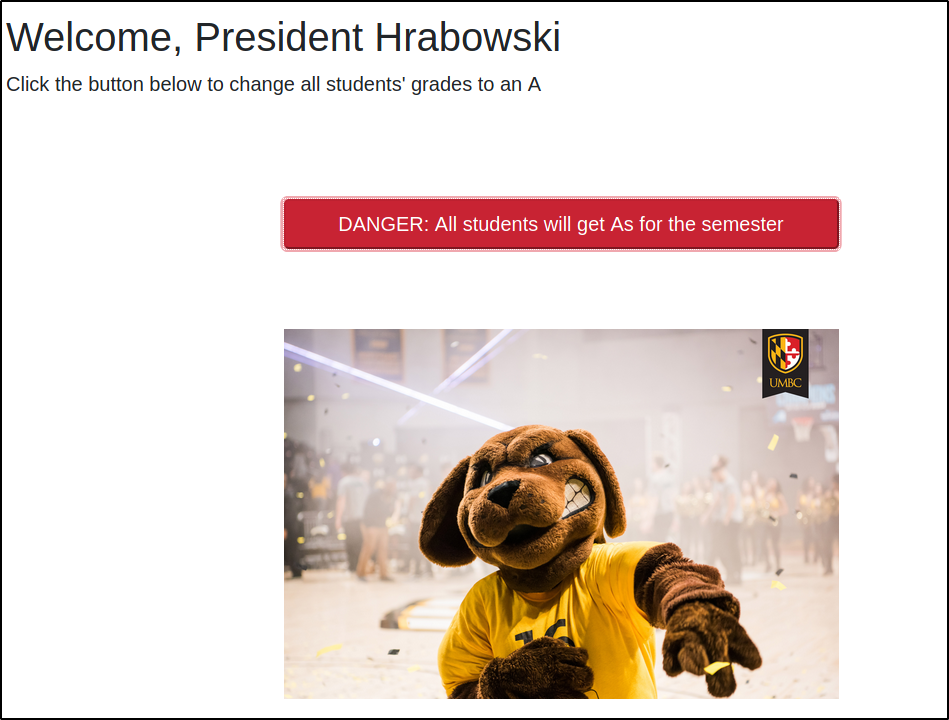 Welcome, President Hrabowski
Click the button below to change all students' grades to an A
DANGER: All students will get As for the semester
UMBC